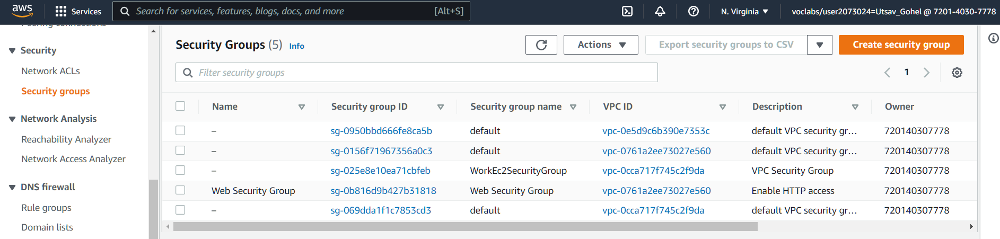 aws Services Search for services, features, blogs, docs, and more [Alt+S] N. Virginia voclabs/user2073024=Utsav_Gohel @ 7201-4030-7778
Peering connections
Security
Network ACLs
Security groups
Network Analysis
Reachability Analyzer
Network Access Analyzer
DNS firewall
Rule groups
Domain lists
Security Groups (5) Info Actions Export security groups to CSV Create security group
Filter security groups 1
Name Security group ID Security group name VPC ID Description Owner
– sg-0950bbd666fe8ca5b default vpc-0e5d9c6b390e7353c default VPC security gr... 720140307778
– sg-0156f71967356a0c3 default vpc-0761a2ee73027e560 default VPC security gr... 720140307778
– sg-025e8e10ea71cbfeb WorkEc2SecurityGroup vpc-0cca717f745c2f9da VPC Security Group 720140307778
Web Security Group sg-0b816d9b427b31818 Web Security Group vpc-0761a2ee73027e560 Enable HTTP access 720140307778
– sg-069dda1f1c7853cd3 default vpc-0cca717f745c2f9da default VPC security gr... 720140307778